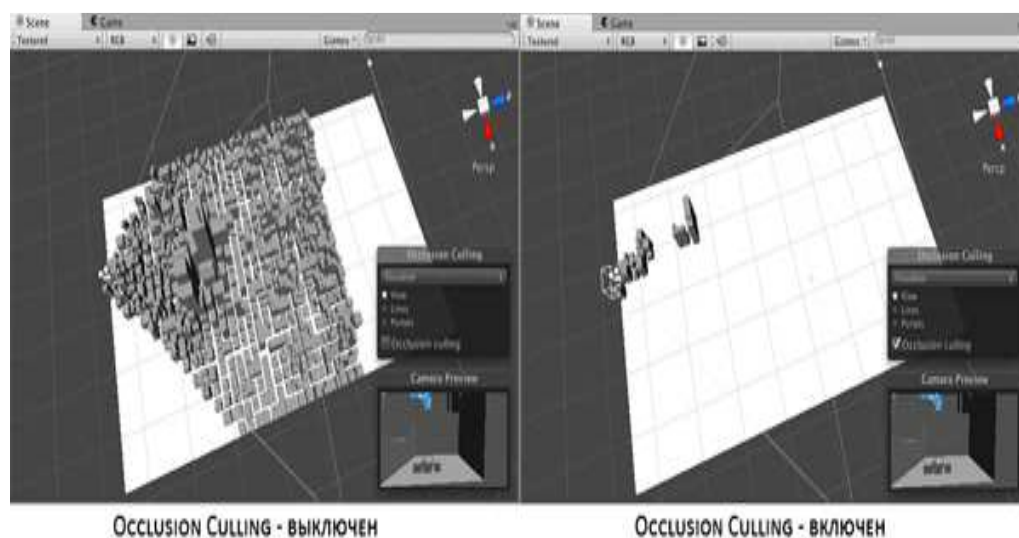 Scene Game
Textured RGB Gizmos
Persp
Occlusion Culling
View
Lines
Portals
Occlusion culling
Camera Preview
OCCLUSION CULLING - ВЫКЛЮЧЕН
Scene Game
Textured RGB Gizmos
Persp
Occlusion Culling
View
Lines
Portals
Occlusion culling
Camera Preview
OCCLUSION CULLING - ВКЛЮЧЕН